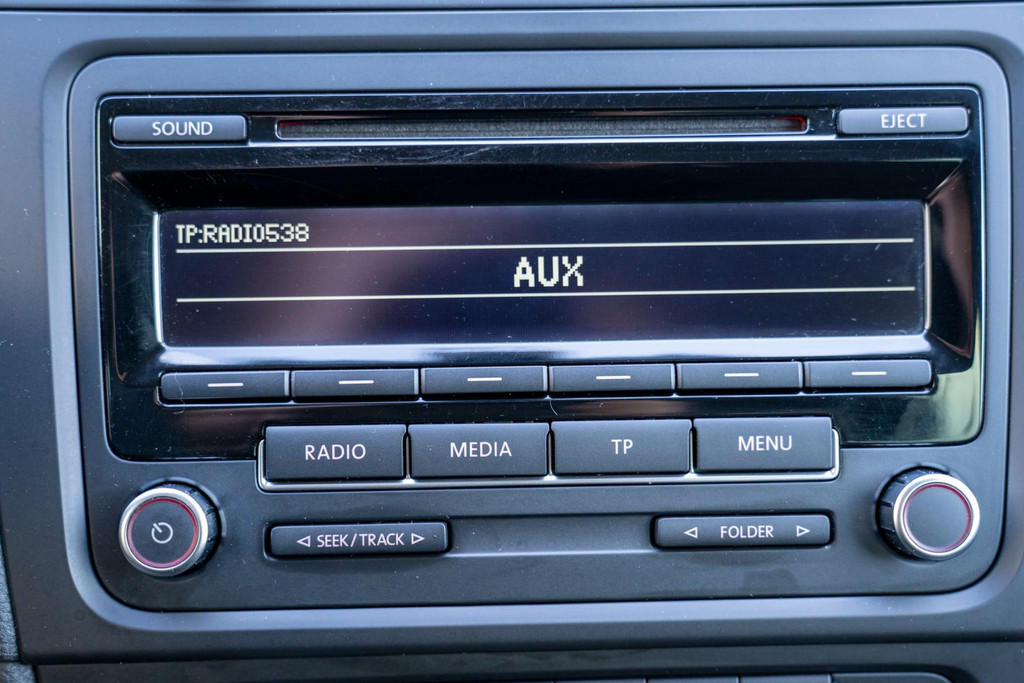 SOUND
EJECT
TP:RADIO538
AUX
RADIO
MEDIA
TP
MENU
SEEK/TRACK
FOLDER